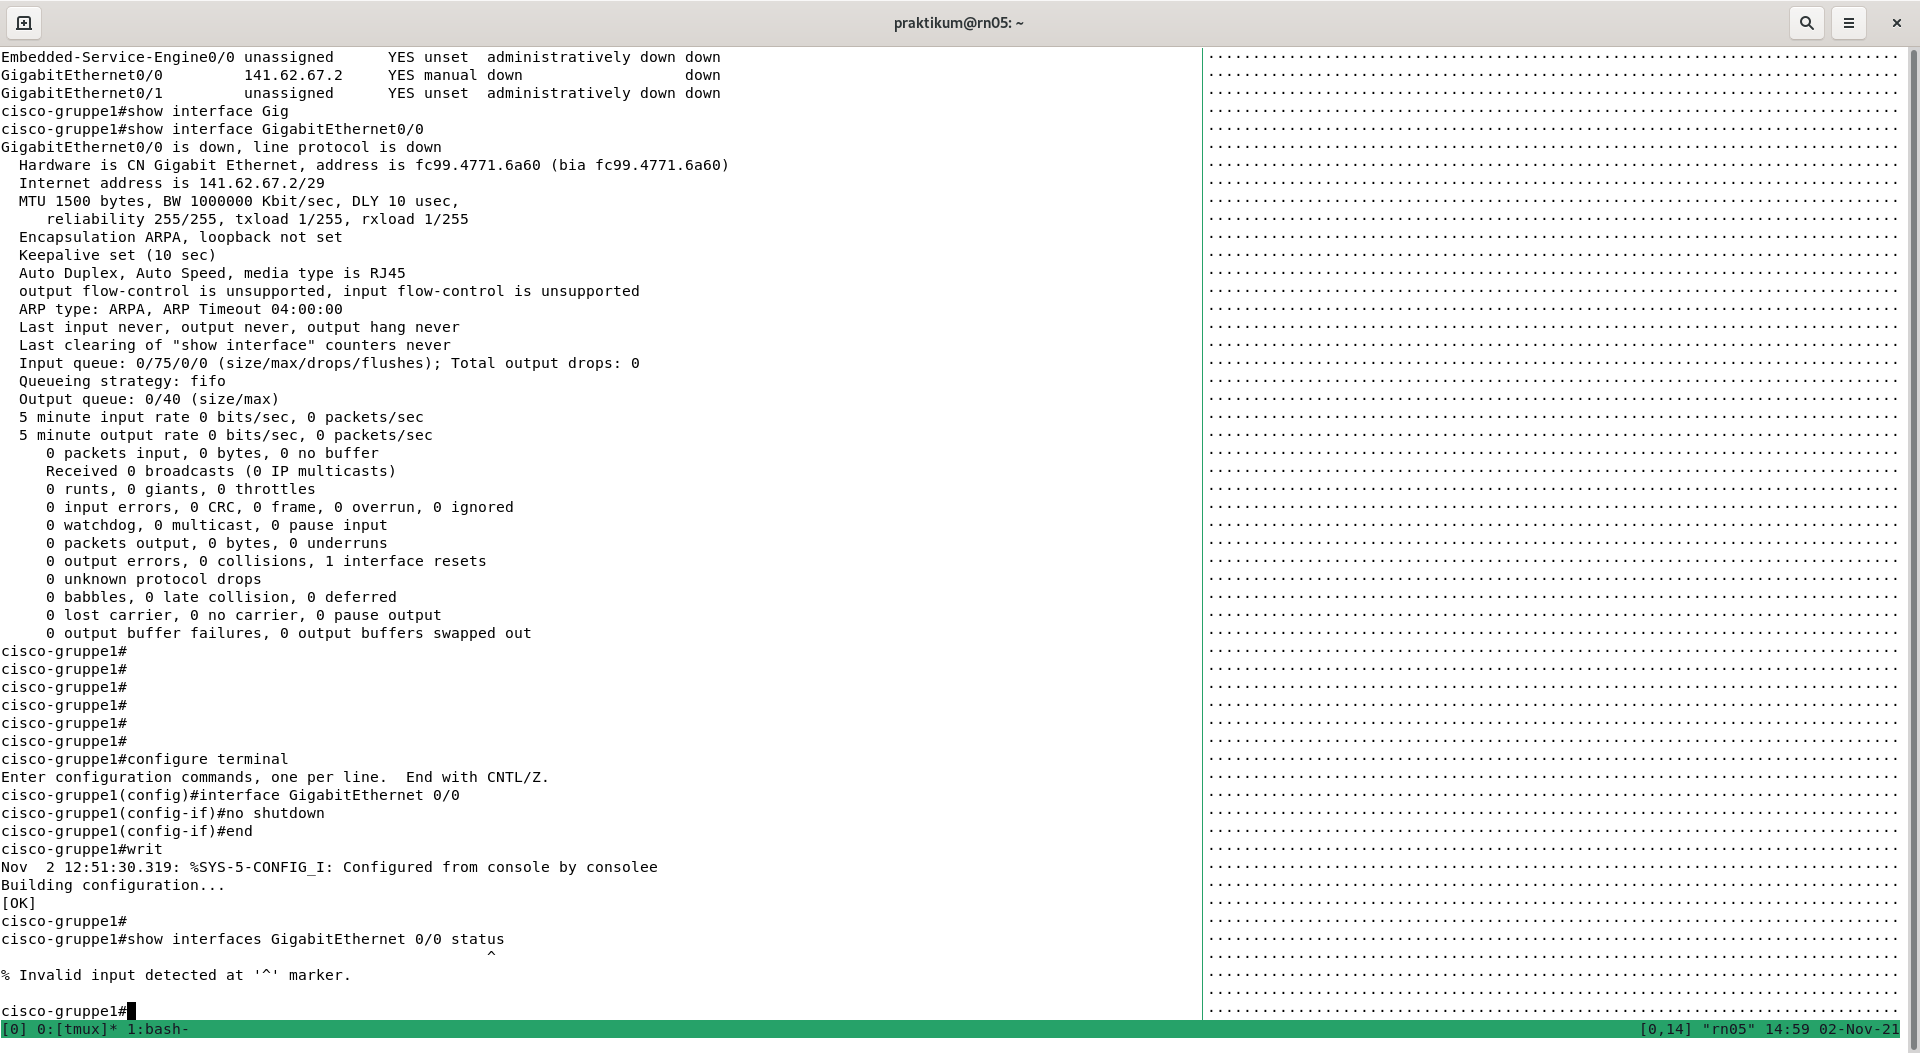 praktikum@rn05: ~
Embedded-Service-Engine0/0 unassigned      YES unset  administratively down down
GigabitEthernet0/0         141.62.67.2     YES manual down                  down
GigabitEthernet0/1         unassigned      YES unset  administratively down down
cisco-gruppe1#show interface Gig
cisco-gruppe1#show interface GigabitEthernet0/0
GigabitEthernet0/0 is down, line protocol is down
  Hardware is CN Gigabit Ethernet, address is fc99.4771.6a60 (bia fc99.4771.6a60)
  Internet address is 141.62.67.2/29
  MTU 1500 bytes, BW 1000000 Kbit/sec, DLY 10 usec,
     reliability 255/255, txload 1/255, rxload 1/255
  Encapsulation ARPA, loopback not set
  Keepalive set (10 sec)
  Auto Duplex, Auto Speed, media type is RJ45
  output flow-control is unsupported, input flow-control is unsupported
  ARP type: ARPA, ARP Timeout 04:00:00
  Last input never, output never, output hang never
  Last clearing of "show interface" counters never
  Input queue: 0/75/0/0 (size/max/drops/flushes); Total output drops: 0
  Queueing strategy: fifo
  Output queue: 0/40 (size/max)
  5 minute input rate 0 bits/sec, 0 packets/sec
  5 minute output rate 0 bits/sec, 0 packets/sec
     0 packets input, 0 bytes, 0 no buffer
     Received 0 broadcasts (0 IP multicasts)
     0 runts, 0 giants, 0 throttles
     0 input errors, 0 CRC, 0 frame, 0 overrun, 0 ignored
     0 watchdog, 0 multicast, 0 pause input
     0 packets output, 0 bytes, 0 underruns
     0 output errors, 0 collisions, 1 interface resets
     0 unknown protocol drops
     0 babbles, 0 late collision, 0 deferred
     0 lost carrier, 0 no carrier, 0 pause output
     0 output buffer failures, 0 output buffers swapped out
cisco-gruppe1#
cisco-gruppe1#
cisco-gruppe1#
cisco-gruppe1#
cisco-gruppe1#
cisco-gruppe1#
cisco-gruppe1#configure terminal
Enter configuration commands, one per line.  End with CNTL/Z.
cisco-gruppe1(config)#interface GigabitEthernet 0/0
cisco-gruppe1(config-if)#no shutdown
cisco-gruppe1(config-if)#end
cisco-gruppe1#writ
Nov  2 12:51:30.319: %SYS-5-CONFIG_I: Configured from console by consolee
Building configuration...
[OK]
cisco-gruppe1#
cisco-gruppe1#show interfaces GigabitEthernet 0/0 status
                                                      ^
% Invalid input detected at '^' marker.
cisco-gruppe1#
[0] 0:[tmux]* 1:bash-                    [0,14] "rn05" 14:59 02-Nov-21